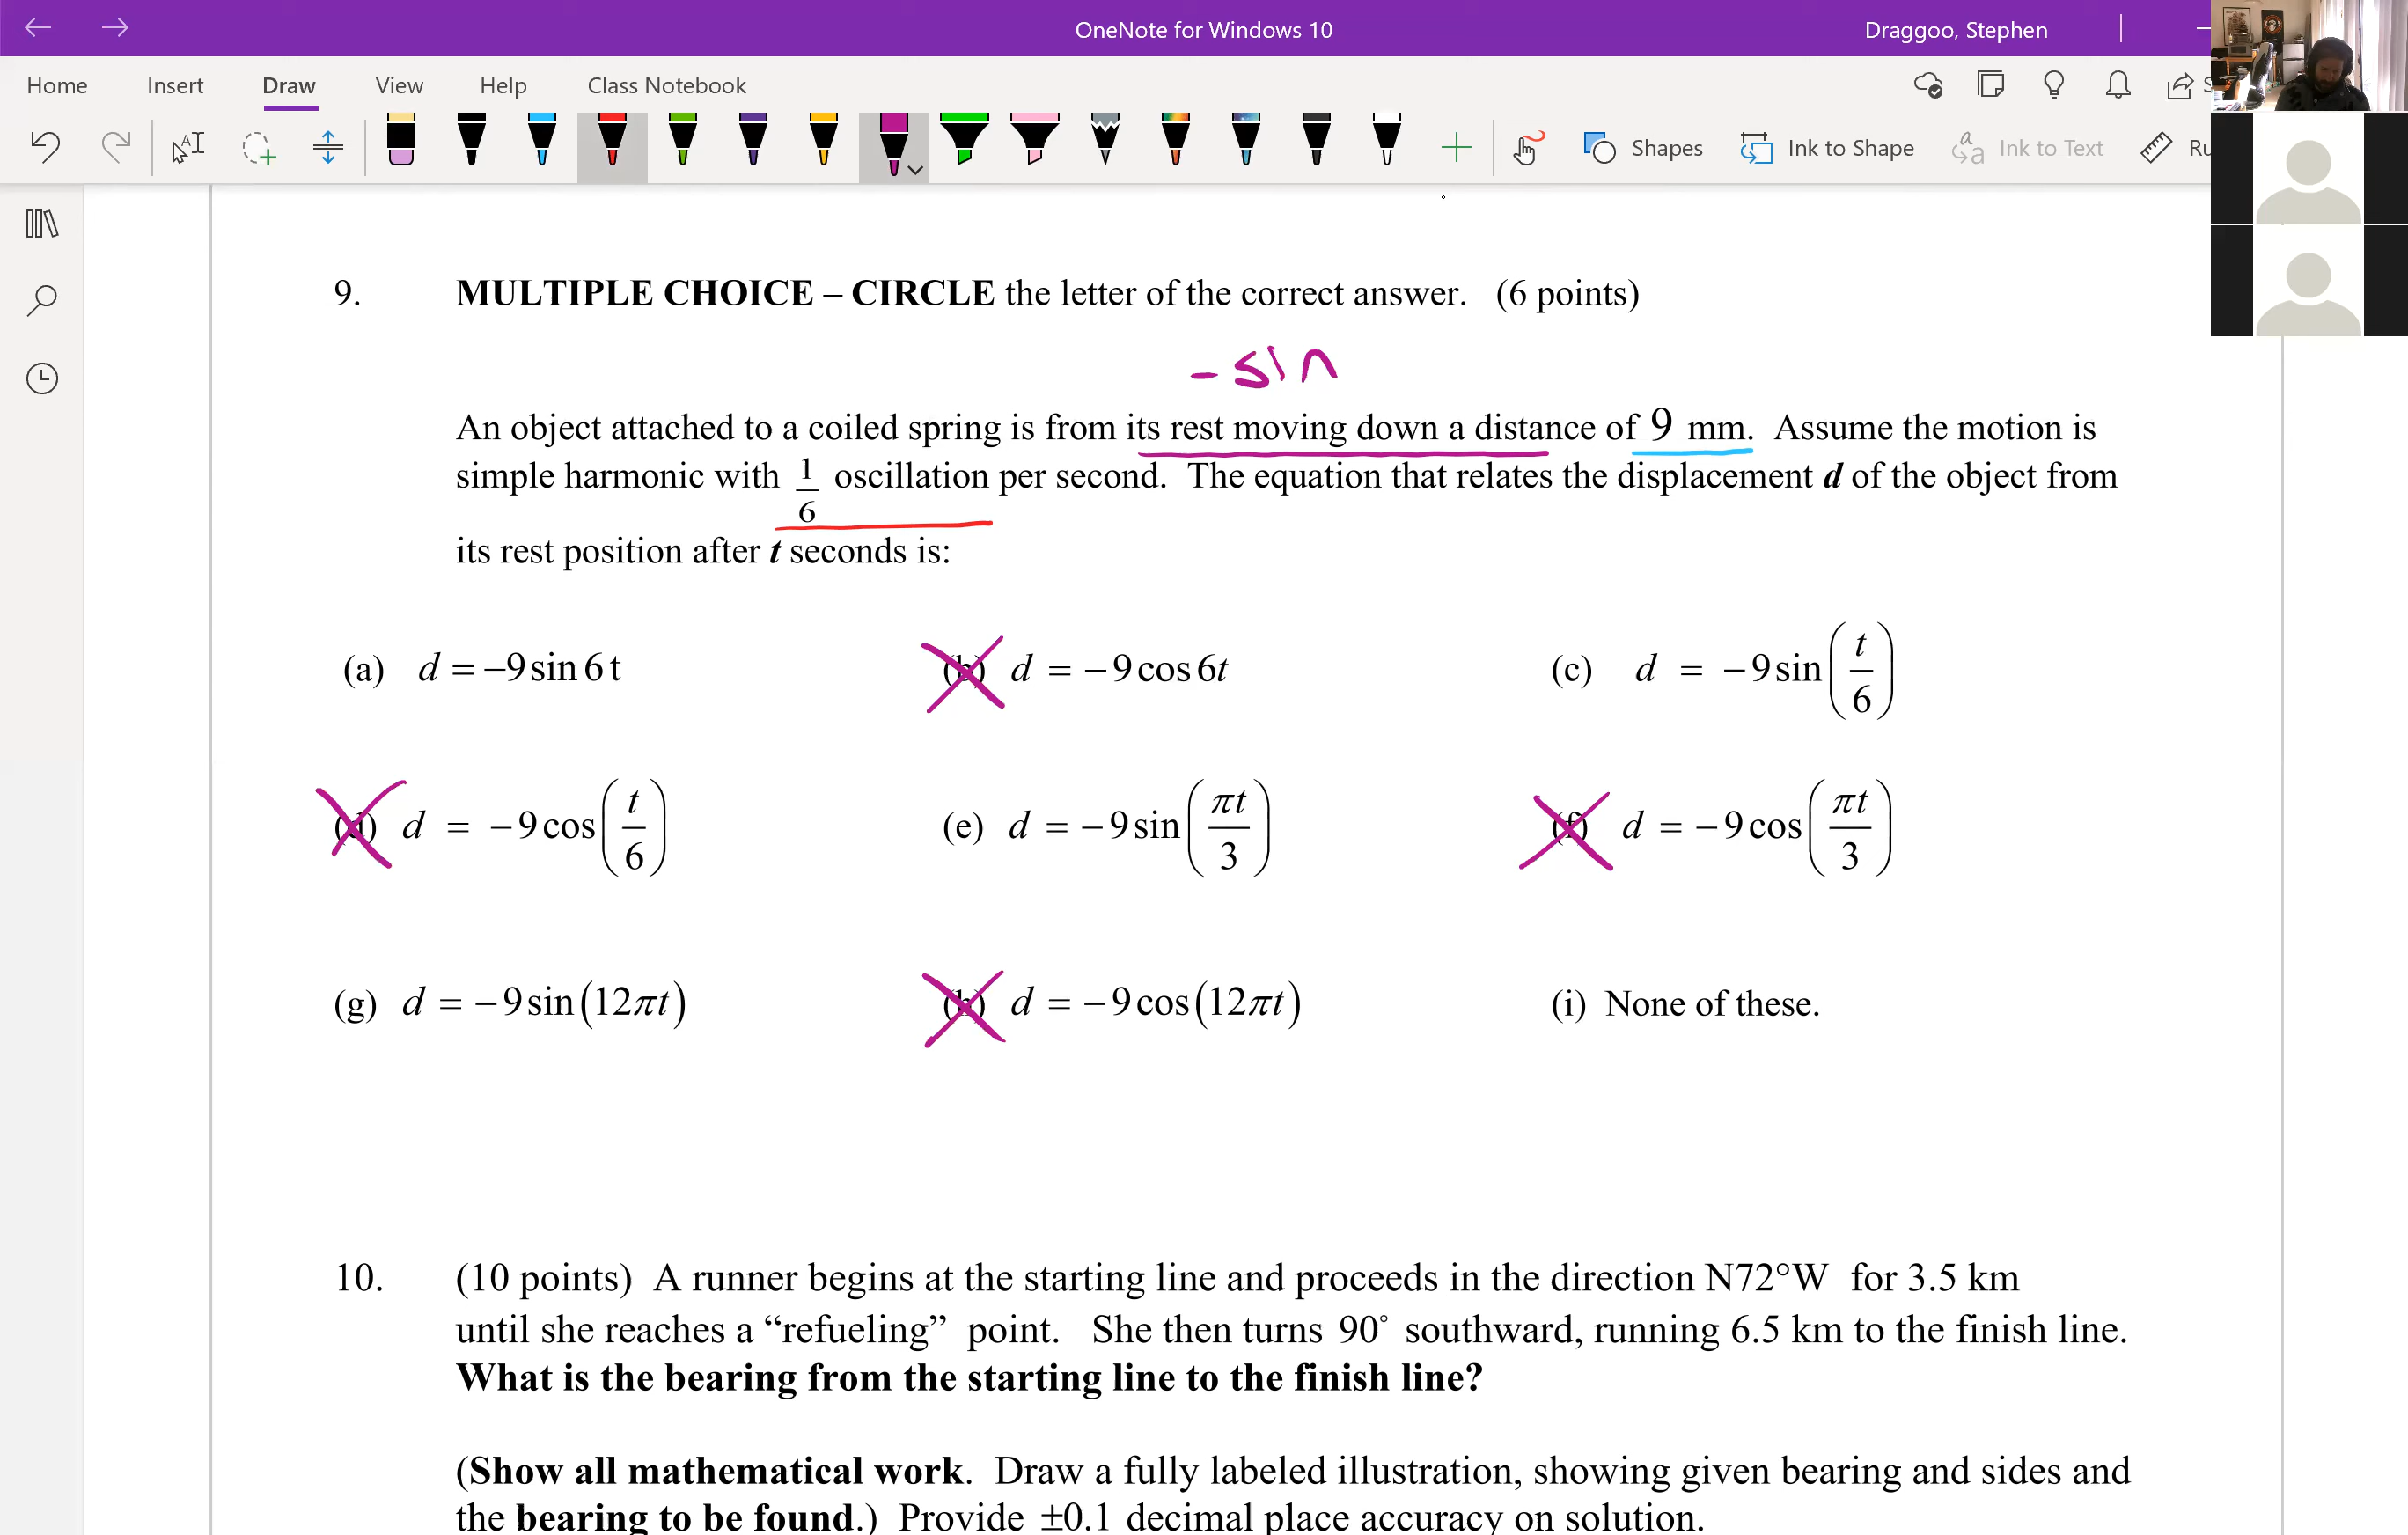 OneNote for Windows 10
Draggoo, Stephen
Home Insert Draw View Help Class Notebook
Shapes Ink to Shape Ink to Text
9. MULTIPLE CHOICE – CIRCLE the letter of the correct answer. (6 points)
- sin
An object attached to a coiled spring is from its rest moving down a distance of 9 mm. Assume the motion is
simple harmonic with 1/6 oscillation per second. The equation that relates the displacement d of the object from
its rest position after t seconds is:
(a) d = −9 sin 6t (b) d = −9 cos 6t (c) d = −9 sin(t/6)
(d) d = −9 cos(t/6) (e) d = −9 sin(πt/3) (f) d = −9 cos(πt/3)
(g) d = −9 sin(12πt) (h) d = −9 cos(12πt) (i) None of these.
10. (10 points) A runner begins at the starting line and proceeds in the direction N72°W for 3.5 km
until she reaches a “refueling” point. She then turns 90° southward, running 6.5 km to the finish line.
What is the bearing from the starting line to the finish line?
(Show all mathematical work. Draw a fully labeled illustration, showing given bearing and sides and
the bearing to be found.) Provide ±0.1 decimal place accuracy on solution.